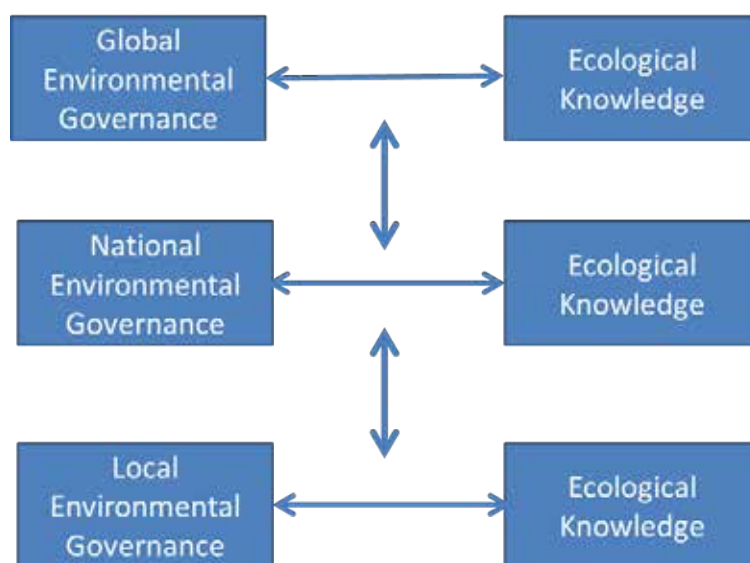 Global
Environmental
Governance
Ecological
Knowledge
National
Environmental
Governance
Ecological
Knowledge
Local
Environmental
Governance
Ecological
Knowledge